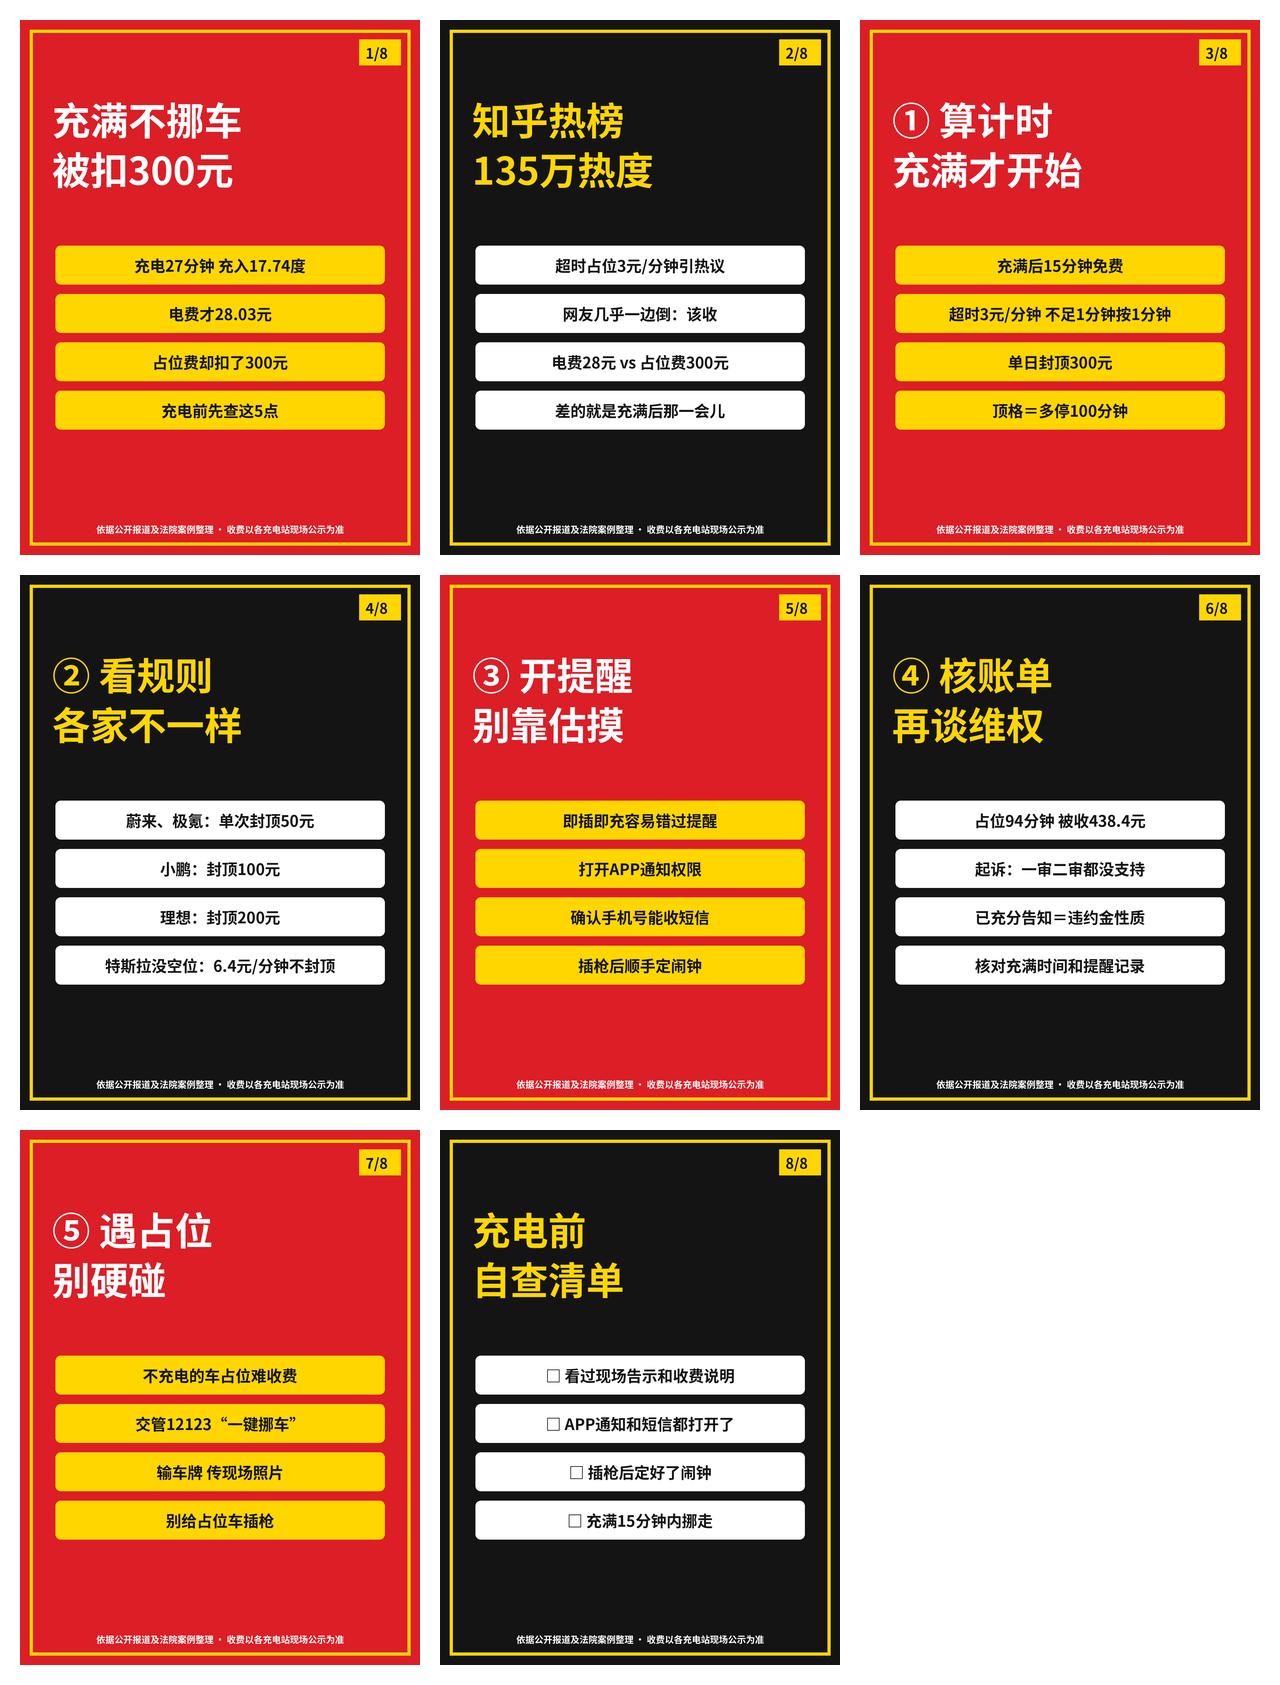 1/8
充满不挪车
被扣300元
充电27分钟 充入17.74度
电费才28.03元
占位费却扣了300元
充电前先查这5点
依据公开报道及法院案例整理 · 收费以各充电站现场公示为准
2/8
知乎热榜
135万热度
超时占位3元/分钟引热议
网友几乎一边倒：该收
电费28元 vs 占位费300元
差的就是充满后那一会儿
依据公开报道及法院案例整理 · 收费以各充电站现场公示为准
3/8
① 算计时
充满才开始
充满后15分钟免费
超时3元/分钟 不足1分钟按1分钟
单日封顶300元
顶格＝多停100分钟
依据公开报道及法院案例整理 · 收费以各充电站现场公示为准
4/8
② 看规则
各家不一样
蔚来、极氪：单次封顶50元
小鹏：封顶100元
理想：封顶200元
特斯拉没空位：6.4元/分钟不封顶
依据公开报道及法院案例整理 · 收费以各充电站现场公示为准
5/8
③ 开提醒
别靠估摸
即插即充容易错过提醒
打开APP通知权限
确认手机号能收短信
插枪后顺手定闹钟
依据公开报道及法院案例整理 · 收费以各充电站现场公示为准
6/8
④ 核账单
再谈维权
占位94分钟 被收438.4元
起诉：一审二审都没支持
已充分告知＝违约金性质
核对充满时间和提醒记录
依据公开报道及法院案例整理 · 收费以各充电站现场公示为准
7/8
⑤ 遇占位
别硬碰
不充电的车占位难收费
交管12123“一键挪车”
输车牌 传现场照片
别给占位车插枪
依据公开报道及法院案例整理 · 收费以各充电站现场公示为准
8/8
充电前
自查清单
□ 看过现场告示和收费说明
□ APP通知和短信都打开了
□ 插枪后定好了闹钟
□ 充满15分钟内挪走
依据公开报道及法院案例整理 · 收费以各充电站现场公示为准